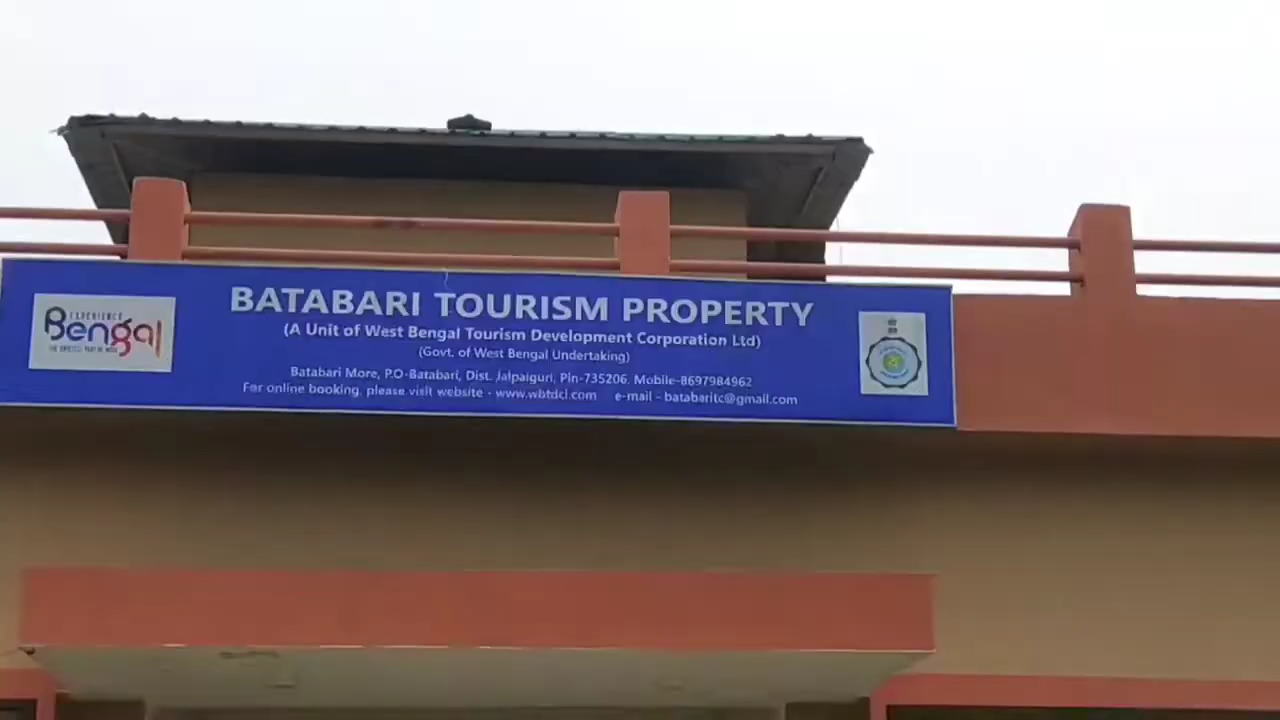 EXPERIENCE
Bengal
THE SWEETEST PART OF INDIA
BATABARI TOURISM PROPERTY
(A Unit of West Bengal Tourism Development Corporation Ltd)
(Govt. of West Bengal Undertaking)
Batabari More, P.O-Batabari, Dist. Jalpaiguri, Pin-735206, Mobile-8697984962
For online booking, please visit website - www.wbtdcl.com e-mail - batabaritc@gmail.com